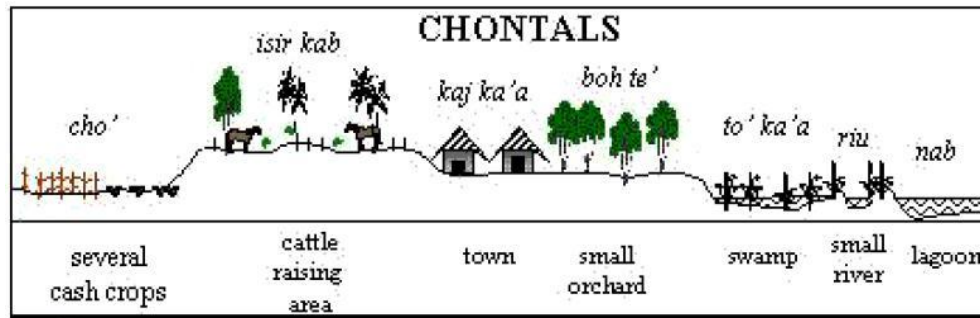 CHONTALS
isir kab
boh te'
kaj ka'a
cho'
to' ka'a
riu
nab
several
cash crops
cattle
raising
area
town
small
orchard
swamp
small
river
lagoon